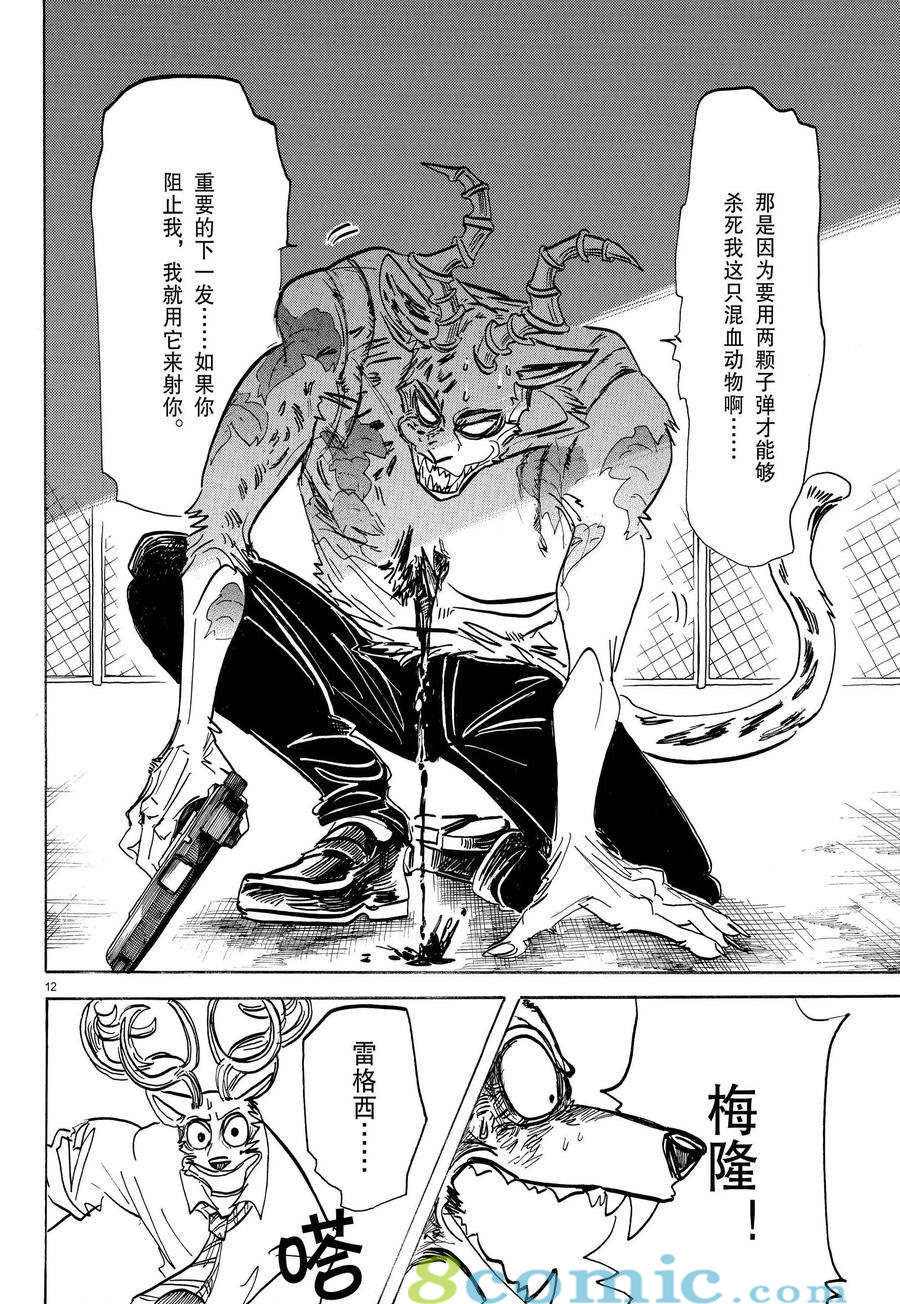 那是因为要用两颗子弹才能够
杀死我这只混血动物啊……
重要的下一发……如果你
阻止我，我就用它来射你。
12
梅隆！
雷格西……
嗒
8comic.com